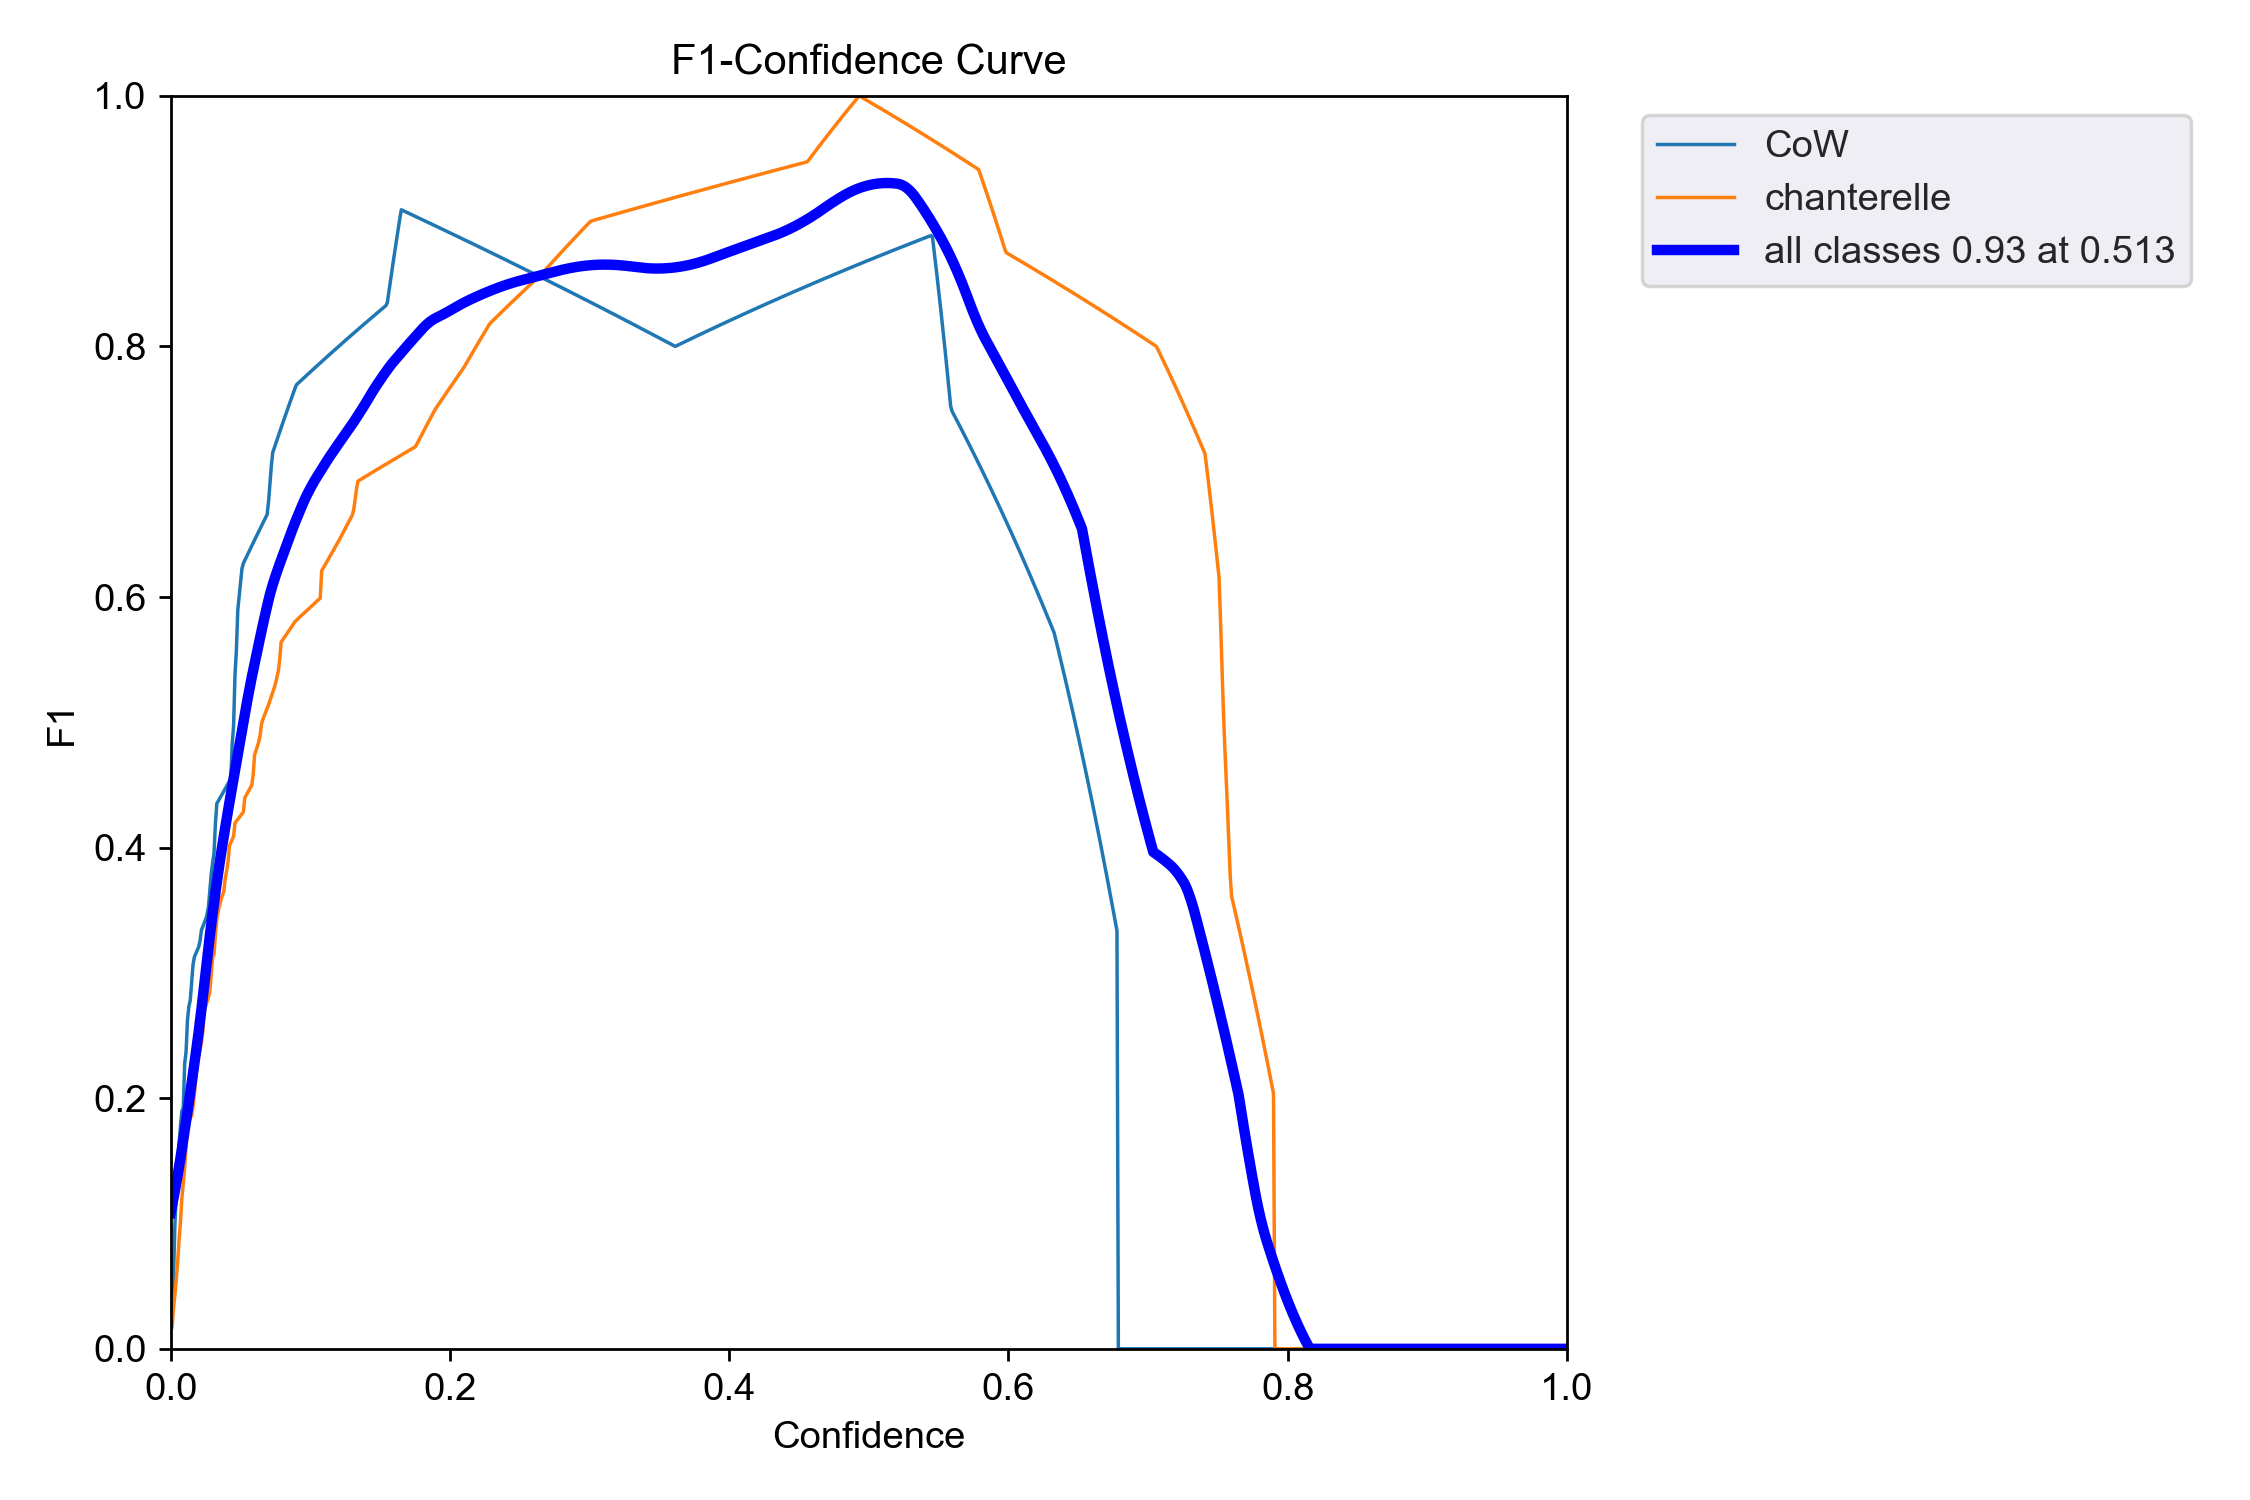 F1-Confidence Curve
1.0
0.8
0.6
0.4
0.2
0.0
F1
0.0 0.2 0.4 0.6 0.8 1.0
Confidence
CoW
chanterelle
all classes 0.93 at 0.513